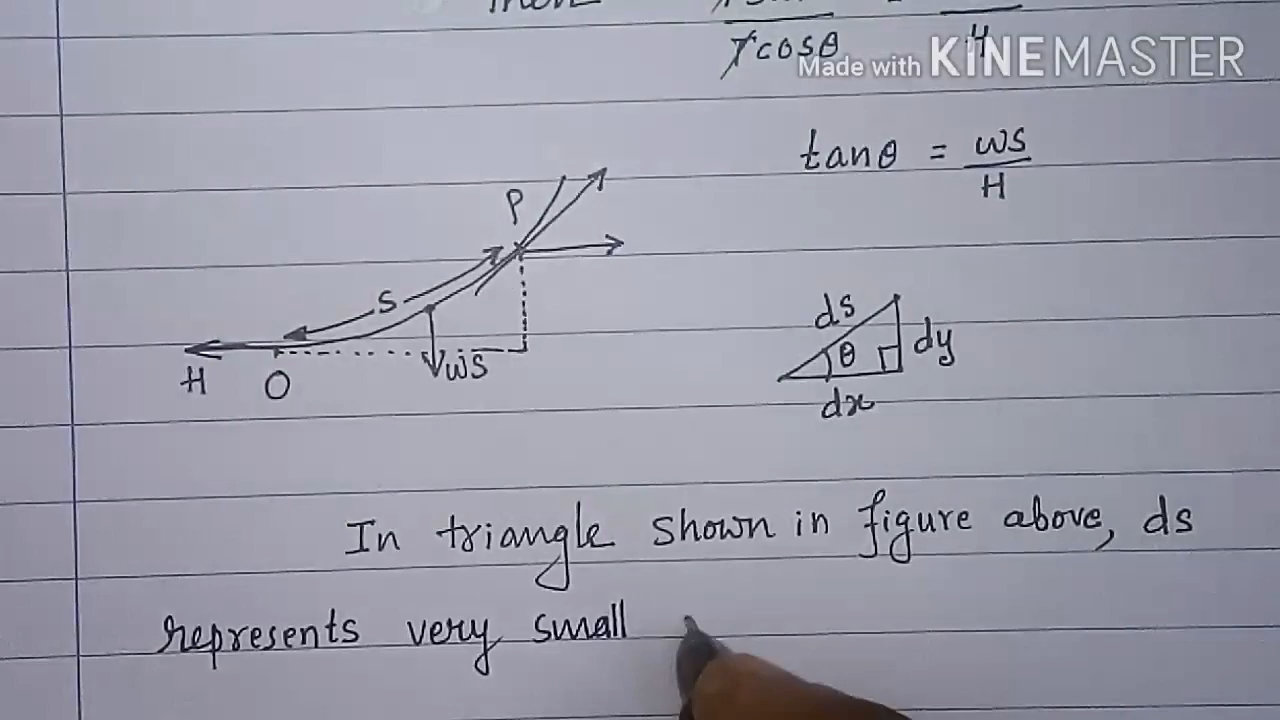 Tcosθ
H
Made with KINEMASTER
tanθ = ws/H
P
S
H O ws
ds
θ dy
dx
In triangle shown in figure above, ds
represents very small